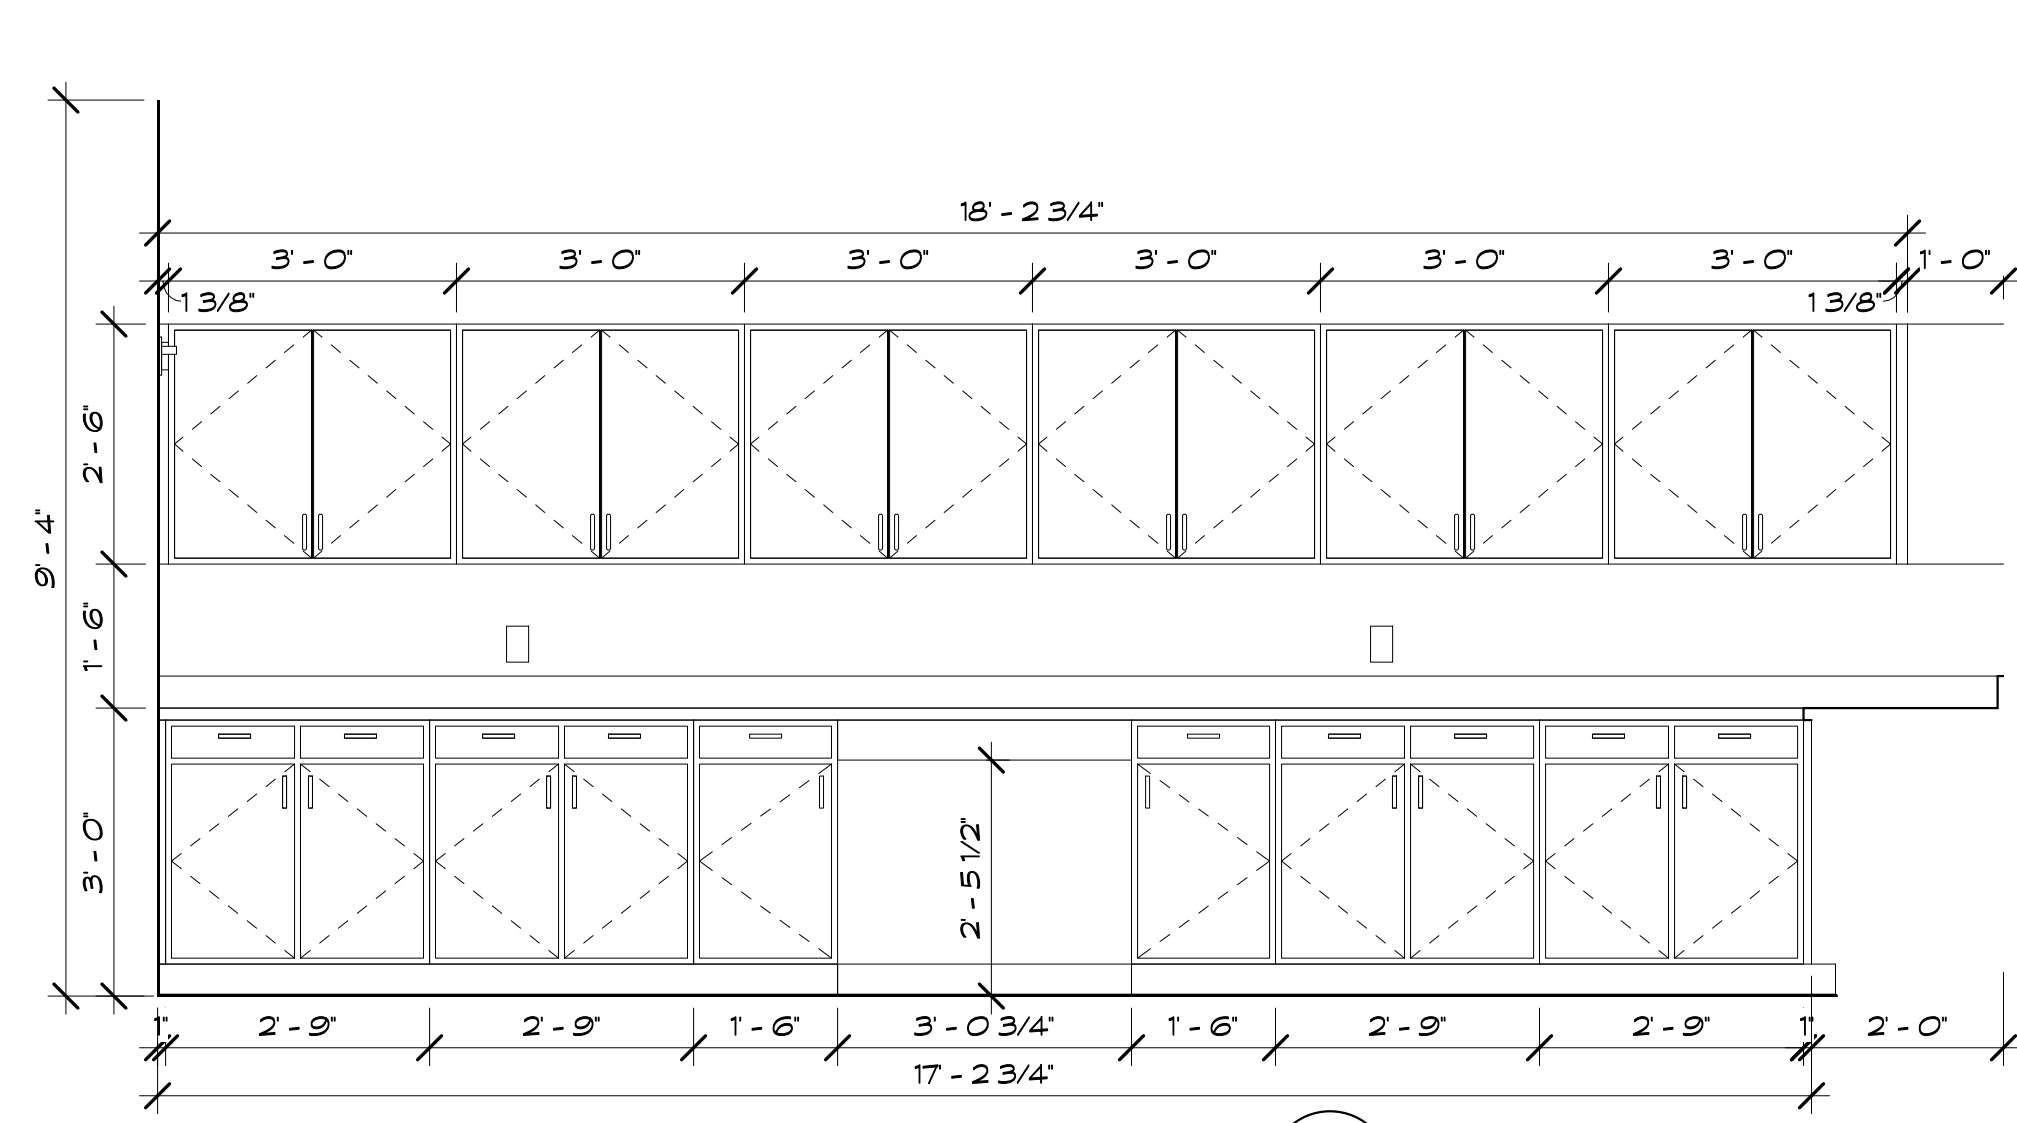 18' - 2 3/4"
3' - 0" 3' - 0" 3' - 0" 3' - 0" 3' - 0" 3' - 0" 1' - 0"
1 3/8" 1 3/8"
2' - 6"
9' - 4"
1' - 6"
3' - 0"
2' - 5 1/2"
1" 2' - 9" 2' - 9" 1' - 6" 3' - 0 3/4" 1' - 6" 2' - 9" 2' - 9" 1" 2' - 0"
17' - 2 3/4"